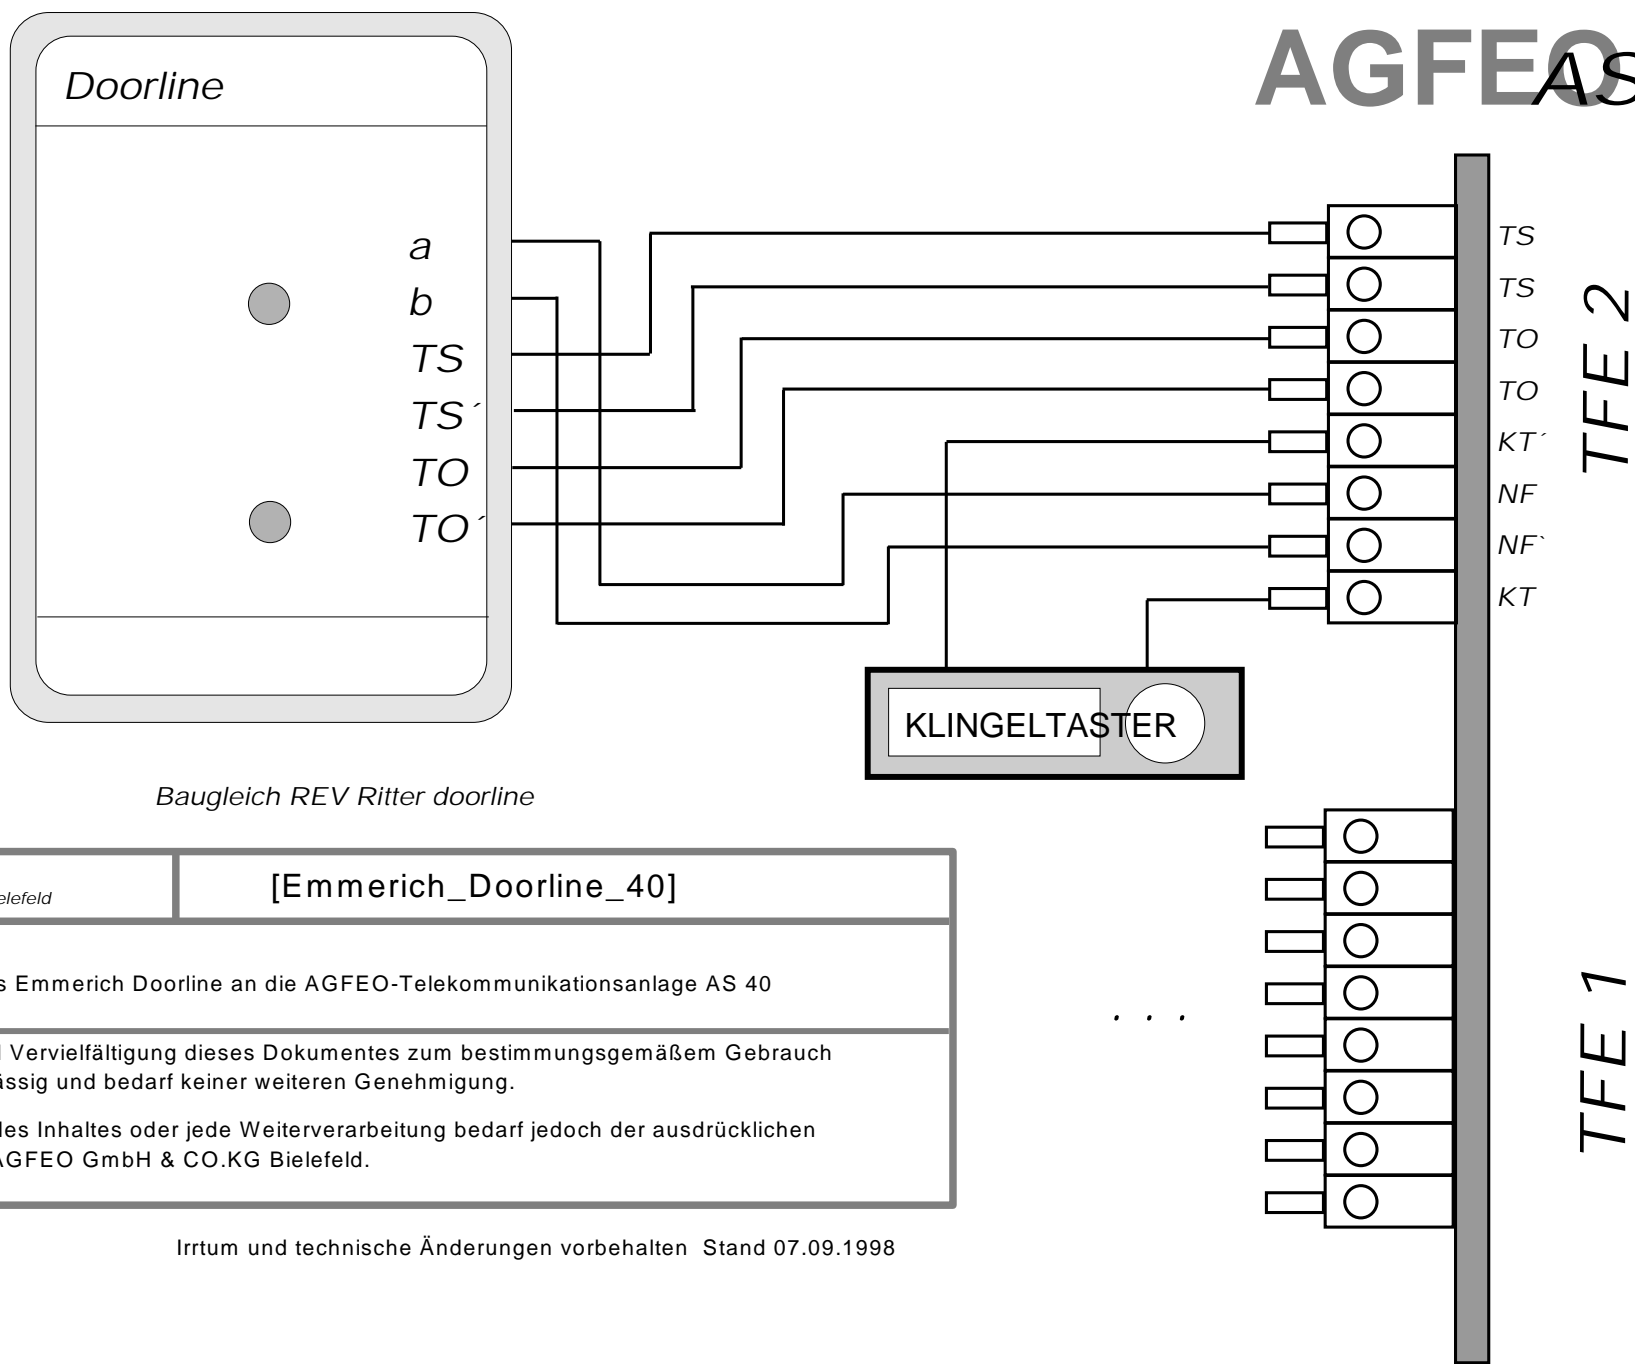 Doorline
AGFEO
AS
a
b
TS
TS´
TO
TO´
TS
TS
TO
TO
KT´
NF
NF`
KT
TFE 2
KLINGELTASTER
Baugleich REV Ritter doorline
elefeld
[Emmerich_Doorline_40]
s Emmerich Doorline an die AGFEO-Telekommunikationsanlage AS 40
Vervielfältigung dieses Dokumentes zum bestimmungsgemäßem Gebrauch
ässig und bedarf keiner weiteren Genehmigung.
des Inhaltes oder jede Weiterverarbeitung bedarf jedoch der ausdrücklichen
AGFEO GmbH & CO.KG Bielefeld.
. . .
TFE 1
Irrtum und technische Änderungen vorbehalten Stand 07.09.1998